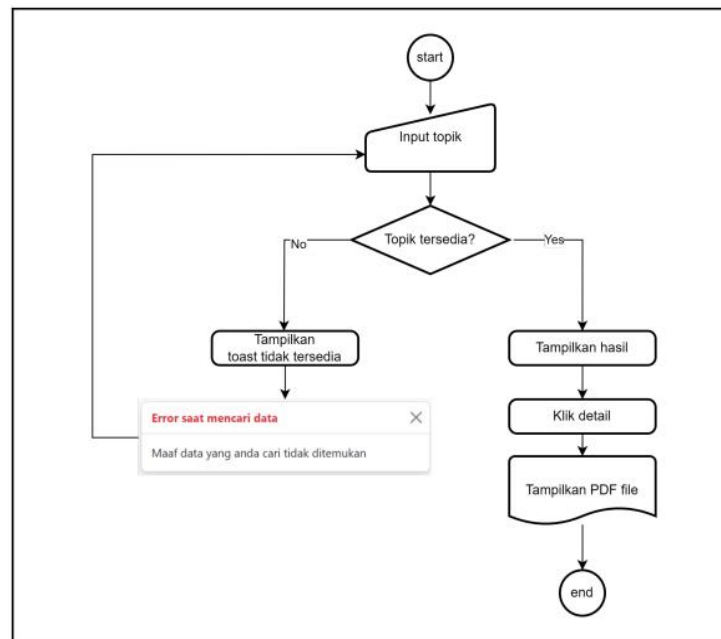 start
Input topik
Topik tersedia?
No
Yes
Tampilkan
toast tidak tersedia
Tampilkan hasil
Error saat mencari data
Maaf data yang anda cari tidak ditemukan
Klik detail
Tampilkan PDF file
end